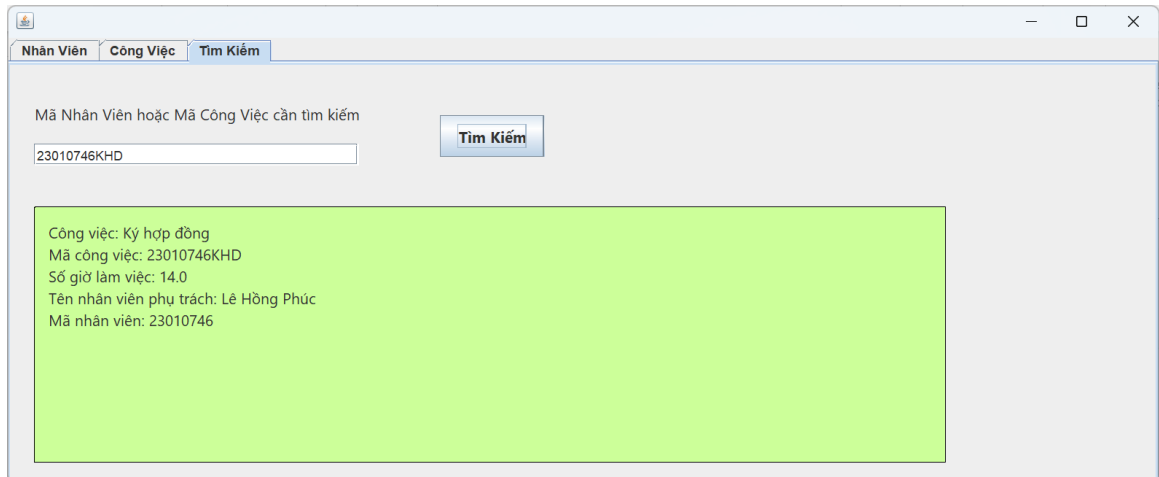 Nhân Viên Công Việc Tìm Kiếm
Mã Nhân Viên hoặc Mã Công Việc cần tìm kiếm
Tìm Kiếm
23010746KHD
Công việc: Ký hợp đồng
Mã công việc: 23010746KHD
Số giờ làm việc: 14.0
Tên nhân viên phụ trách: Lê Hồng Phúc
Mã nhân viên: 23010746